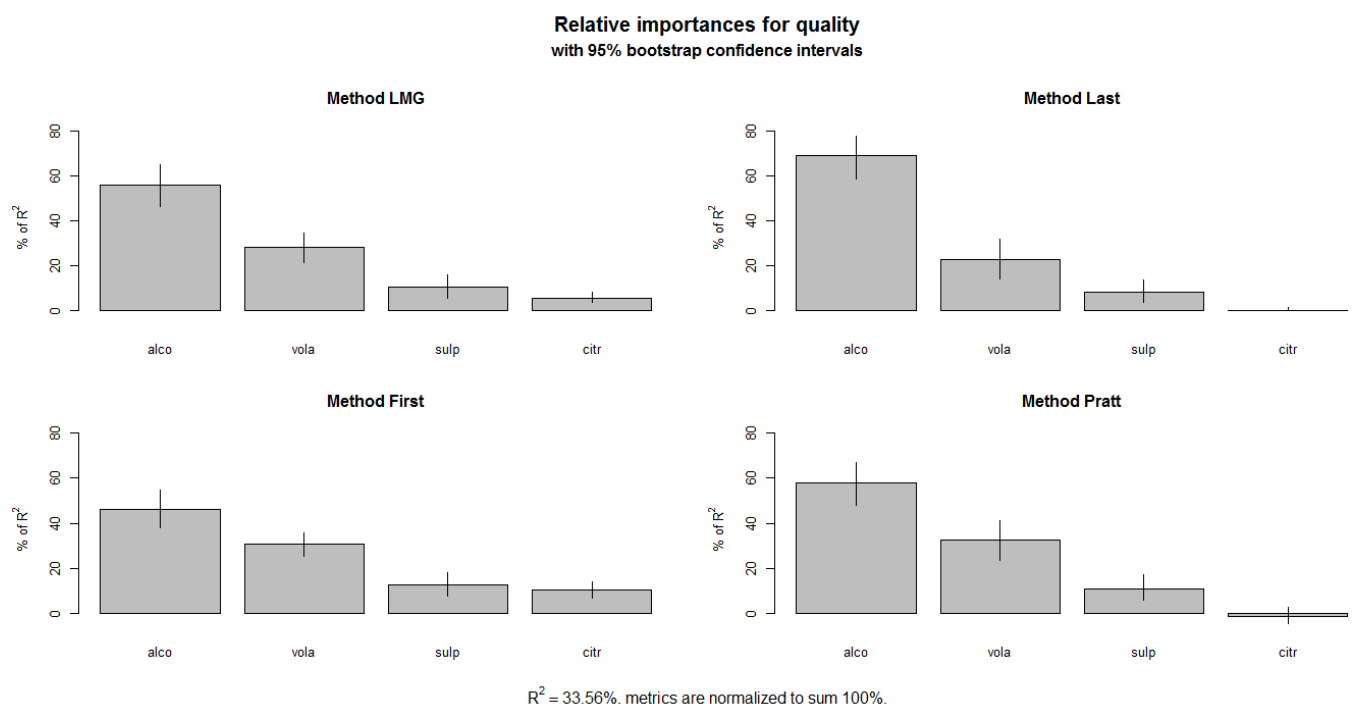 Relative importances for quality
with 95% bootstrap confidence intervals
Method LMG
% of R²
0 20 40 60 80
alco vola sulp citr
Method Last
% of R²
0 20 40 60 80
alco vola sulp citr
Method First
% of R²
0 20 40 60 80
alco vola sulp citr
Method Pratt
% of R²
0 20 40 60 80
alco vola sulp citr
R² = 33.56%, metrics are normalized to sum 100%.